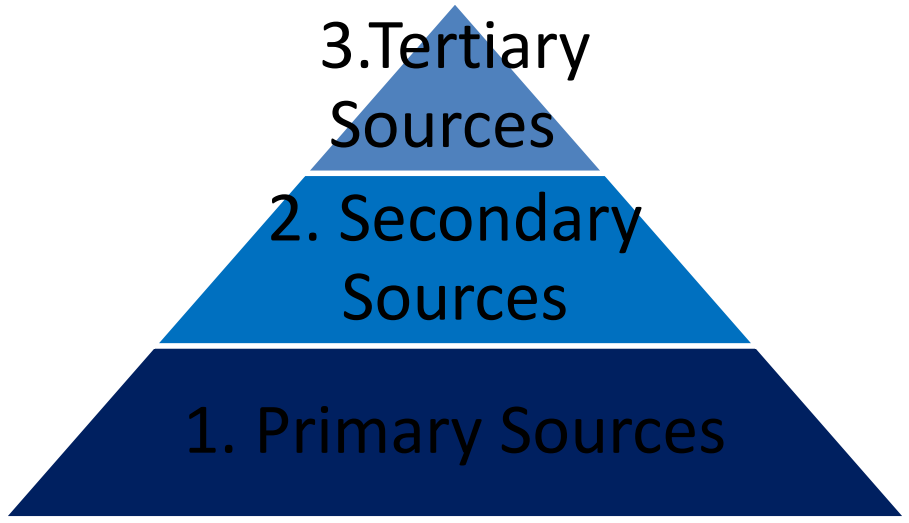 3.Tertiary
Sources
2. Secondary
Sources
1. Primary Sources